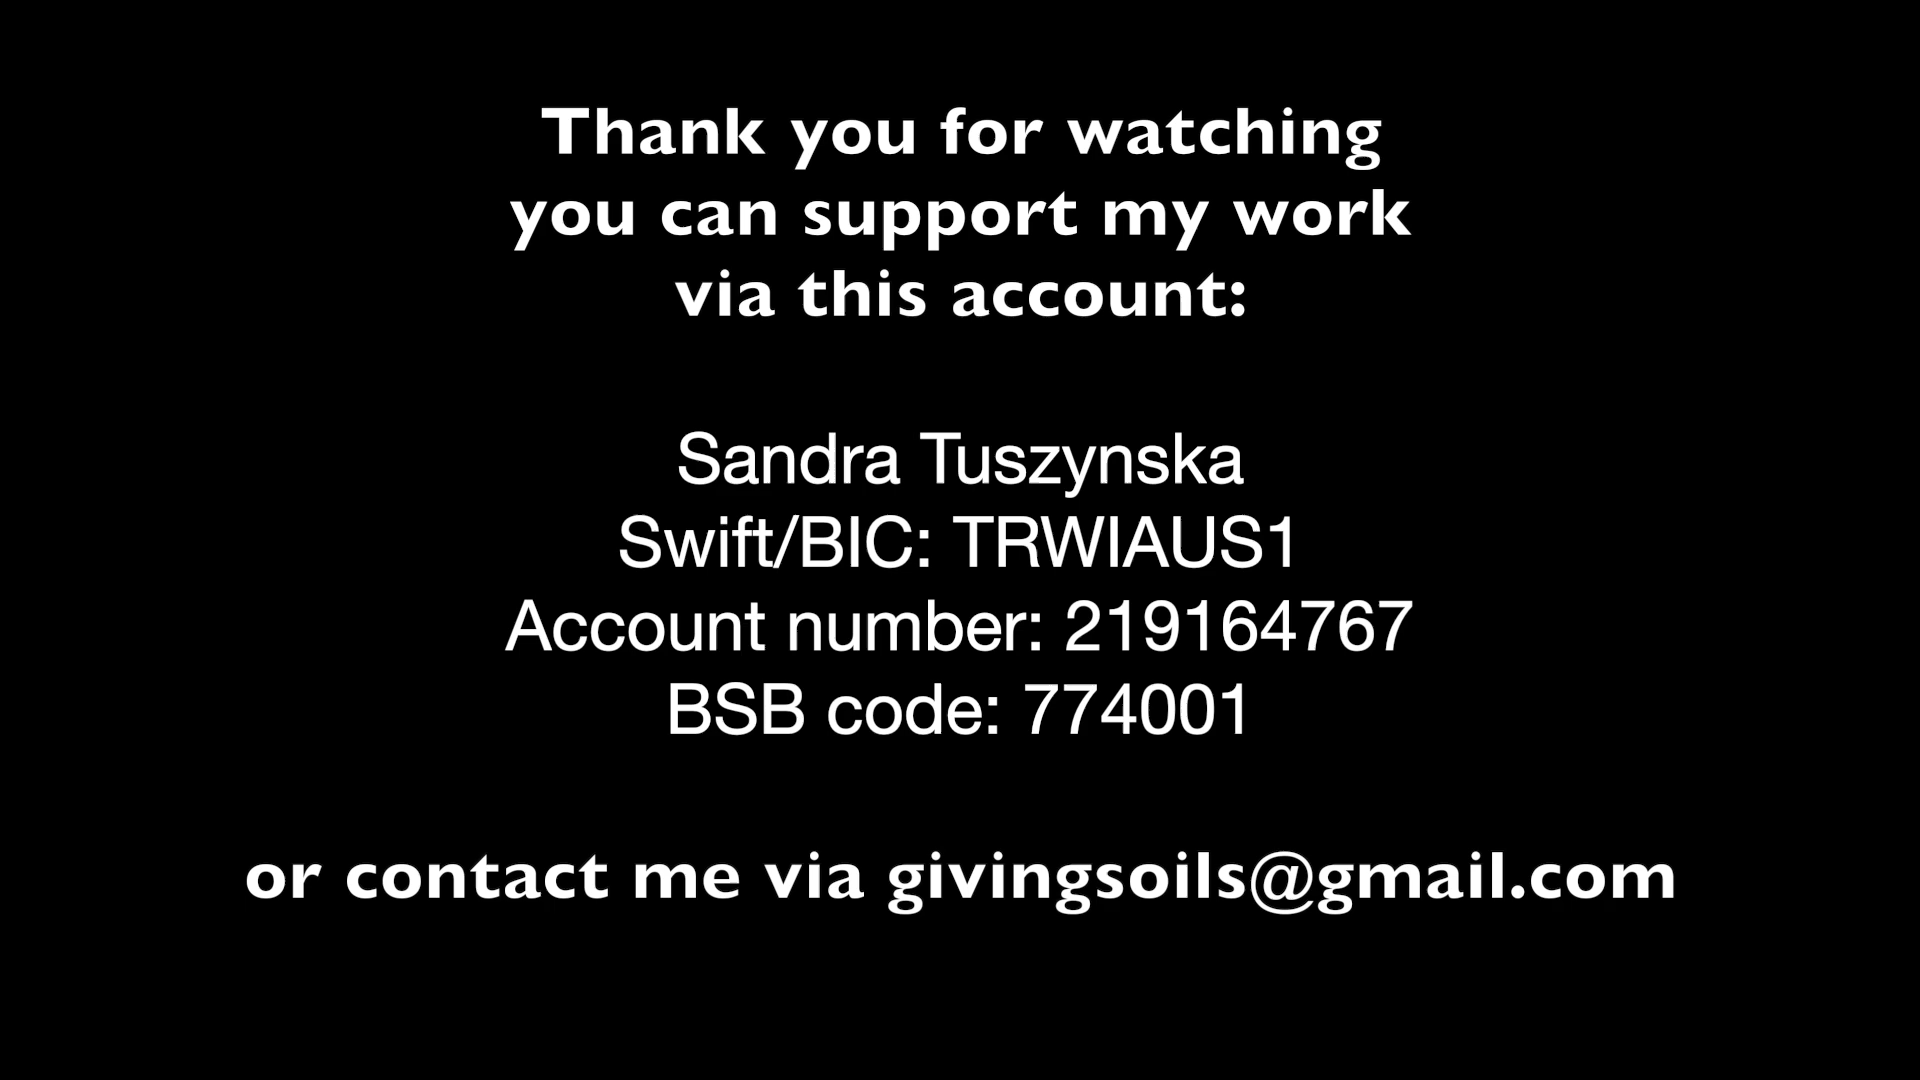 Thank you for watching
you can support my work
via this account:
Sandra Tuszynska
Swift/BIC: TRWIAUS1
Account number: 219164767
BSB code: 774001
or contact me via givingsoils@gmail.com